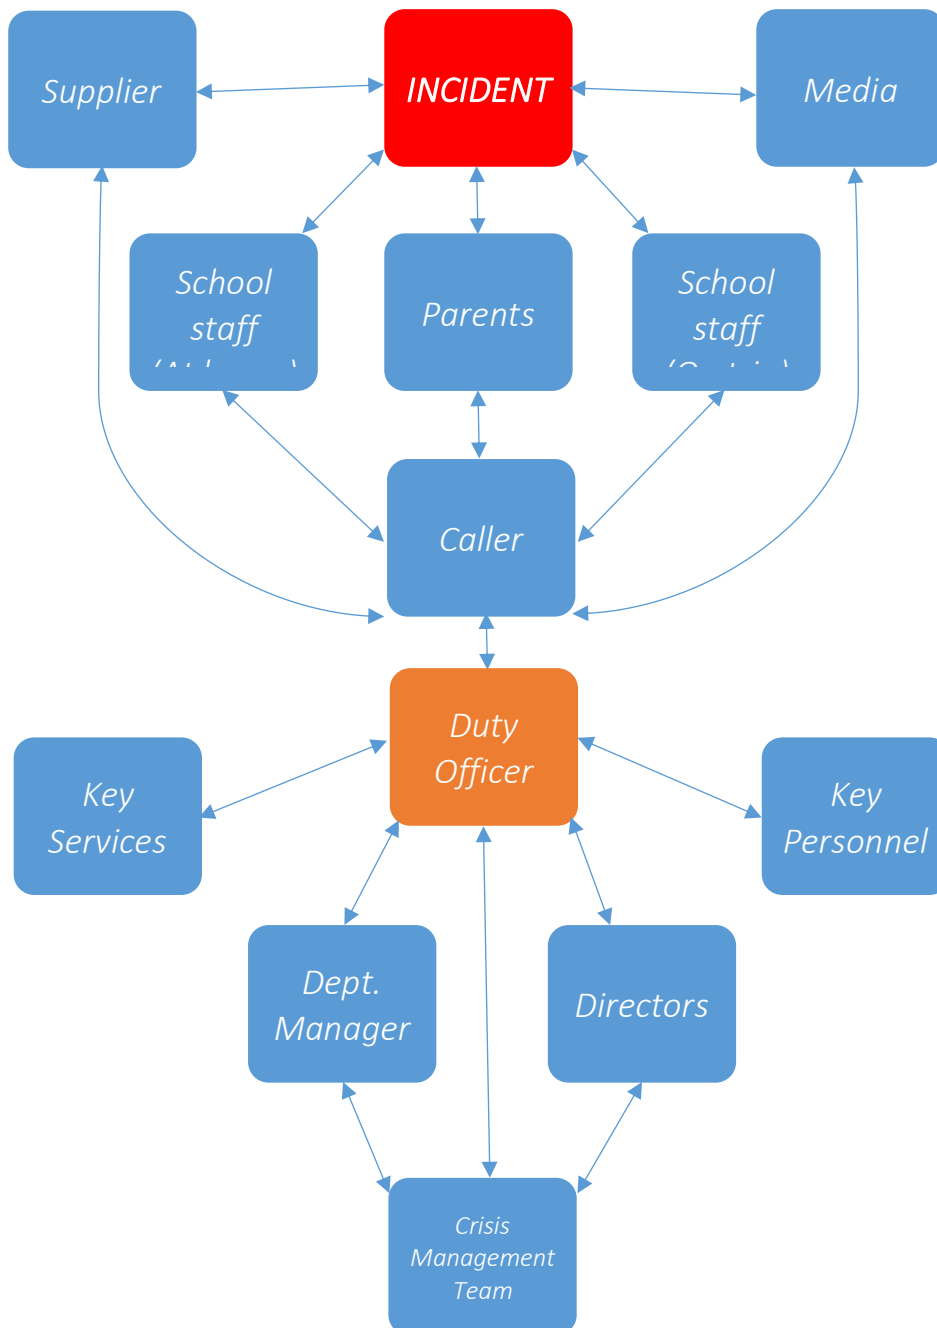 Supplier
INCIDENT
Media
School
staff
Parents
School
staff
Caller
Duty
Officer
Key
Services
Key
Personnel
Dept.
Manager
Directors
Crisis
Management
Team